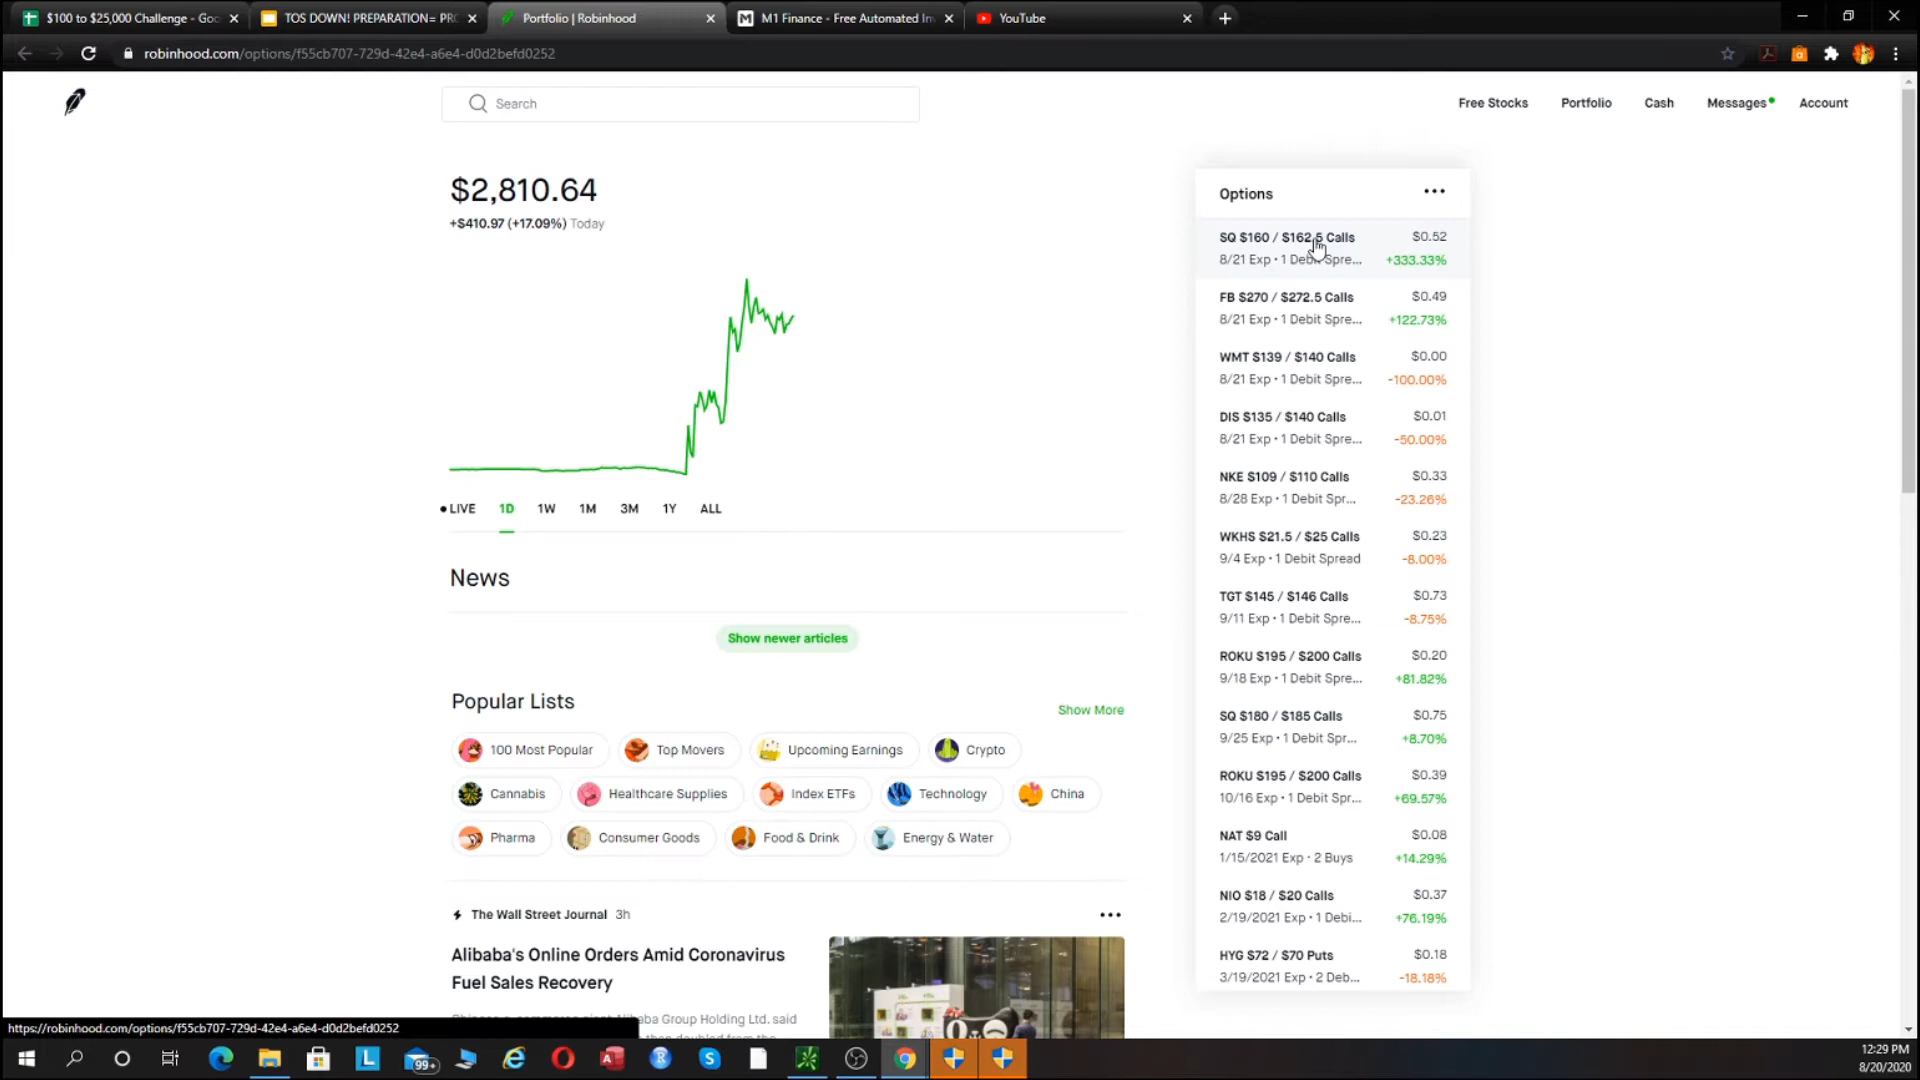 $100 to $25,000 Challenge - Goo
TOS DOWN! PREPARATION= PR
Portfolio | Robinhood
M1 Finance - Free Automated In
YouTube
robinhood.com/options/f55cb707-729d-42e4-a6e4-d0d2befd0252
Search
Free Stocks
Portfolio
Cash
Messages
Account
$2,810.64
+$410.97 (+17.09%) Today
LIVE
1D
1W
1M
3M
1Y
ALL
News
Show newer articles
Popular Lists
Show More
100 Most Popular
Top Movers
Upcoming Earnings
Crypto
Cannabis
Healthcare Supplies
Index ETFs
Technology
China
Pharma
Consumer Goods
Food & Drink
Energy & Water
The Wall Street Journal 3h
Alibaba's Online Orders Amid Coronavirus
Fuel Sales Recovery
Alibaba Group Holding Ltd. said
Options
SQ $160 / $162.5 Calls $0.52
8/21 Exp • 1 Debit Spre... +333.33%
FB $270 / $272.5 Calls $0.49
8/21 Exp • 1 Debit Spre... +122.73%
WMT $139 / $140 Calls $0.00
8/21 Exp • 1 Debit Spre... -100.00%
DIS $135 / $140 Calls $0.01
8/21 Exp • 1 Debit Spre... -50.00%
NKE $109 / $110 Calls $0.33
8/28 Exp • 1 Debit Spr... -23.26%
WKHS $21.5 / $25 Calls $0.23
9/4 Exp • 1 Debit Spread -8.00%
TGT $145 / $146 Calls $0.73
9/11 Exp • 1 Debit Spre... -8.75%
ROKU $195 / $200 Calls $0.20
9/18 Exp • 1 Debit Spre... +81.82%
SQ $180 / $185 Calls $0.75
9/25 Exp • 1 Debit Spr... +8.70%
ROKU $195 / $200 Calls $0.39
10/16 Exp • 1 Debit Spr... +69.57%
NAT $9 Call $0.08
1/15/2021 Exp • 2 Buys +14.29%
NIO $18 / $20 Calls $0.37
2/19/2021 Exp • 1 Debi... +76.19%
HYG $72 / $70 Puts $0.18
3/19/2021 Exp • 2 Deb... -18.18%
https://robinhood.com/options/f55cb707-729d-42e4-a6e4-d0d2befd0252
99+
12:29 PM
8/20/2020